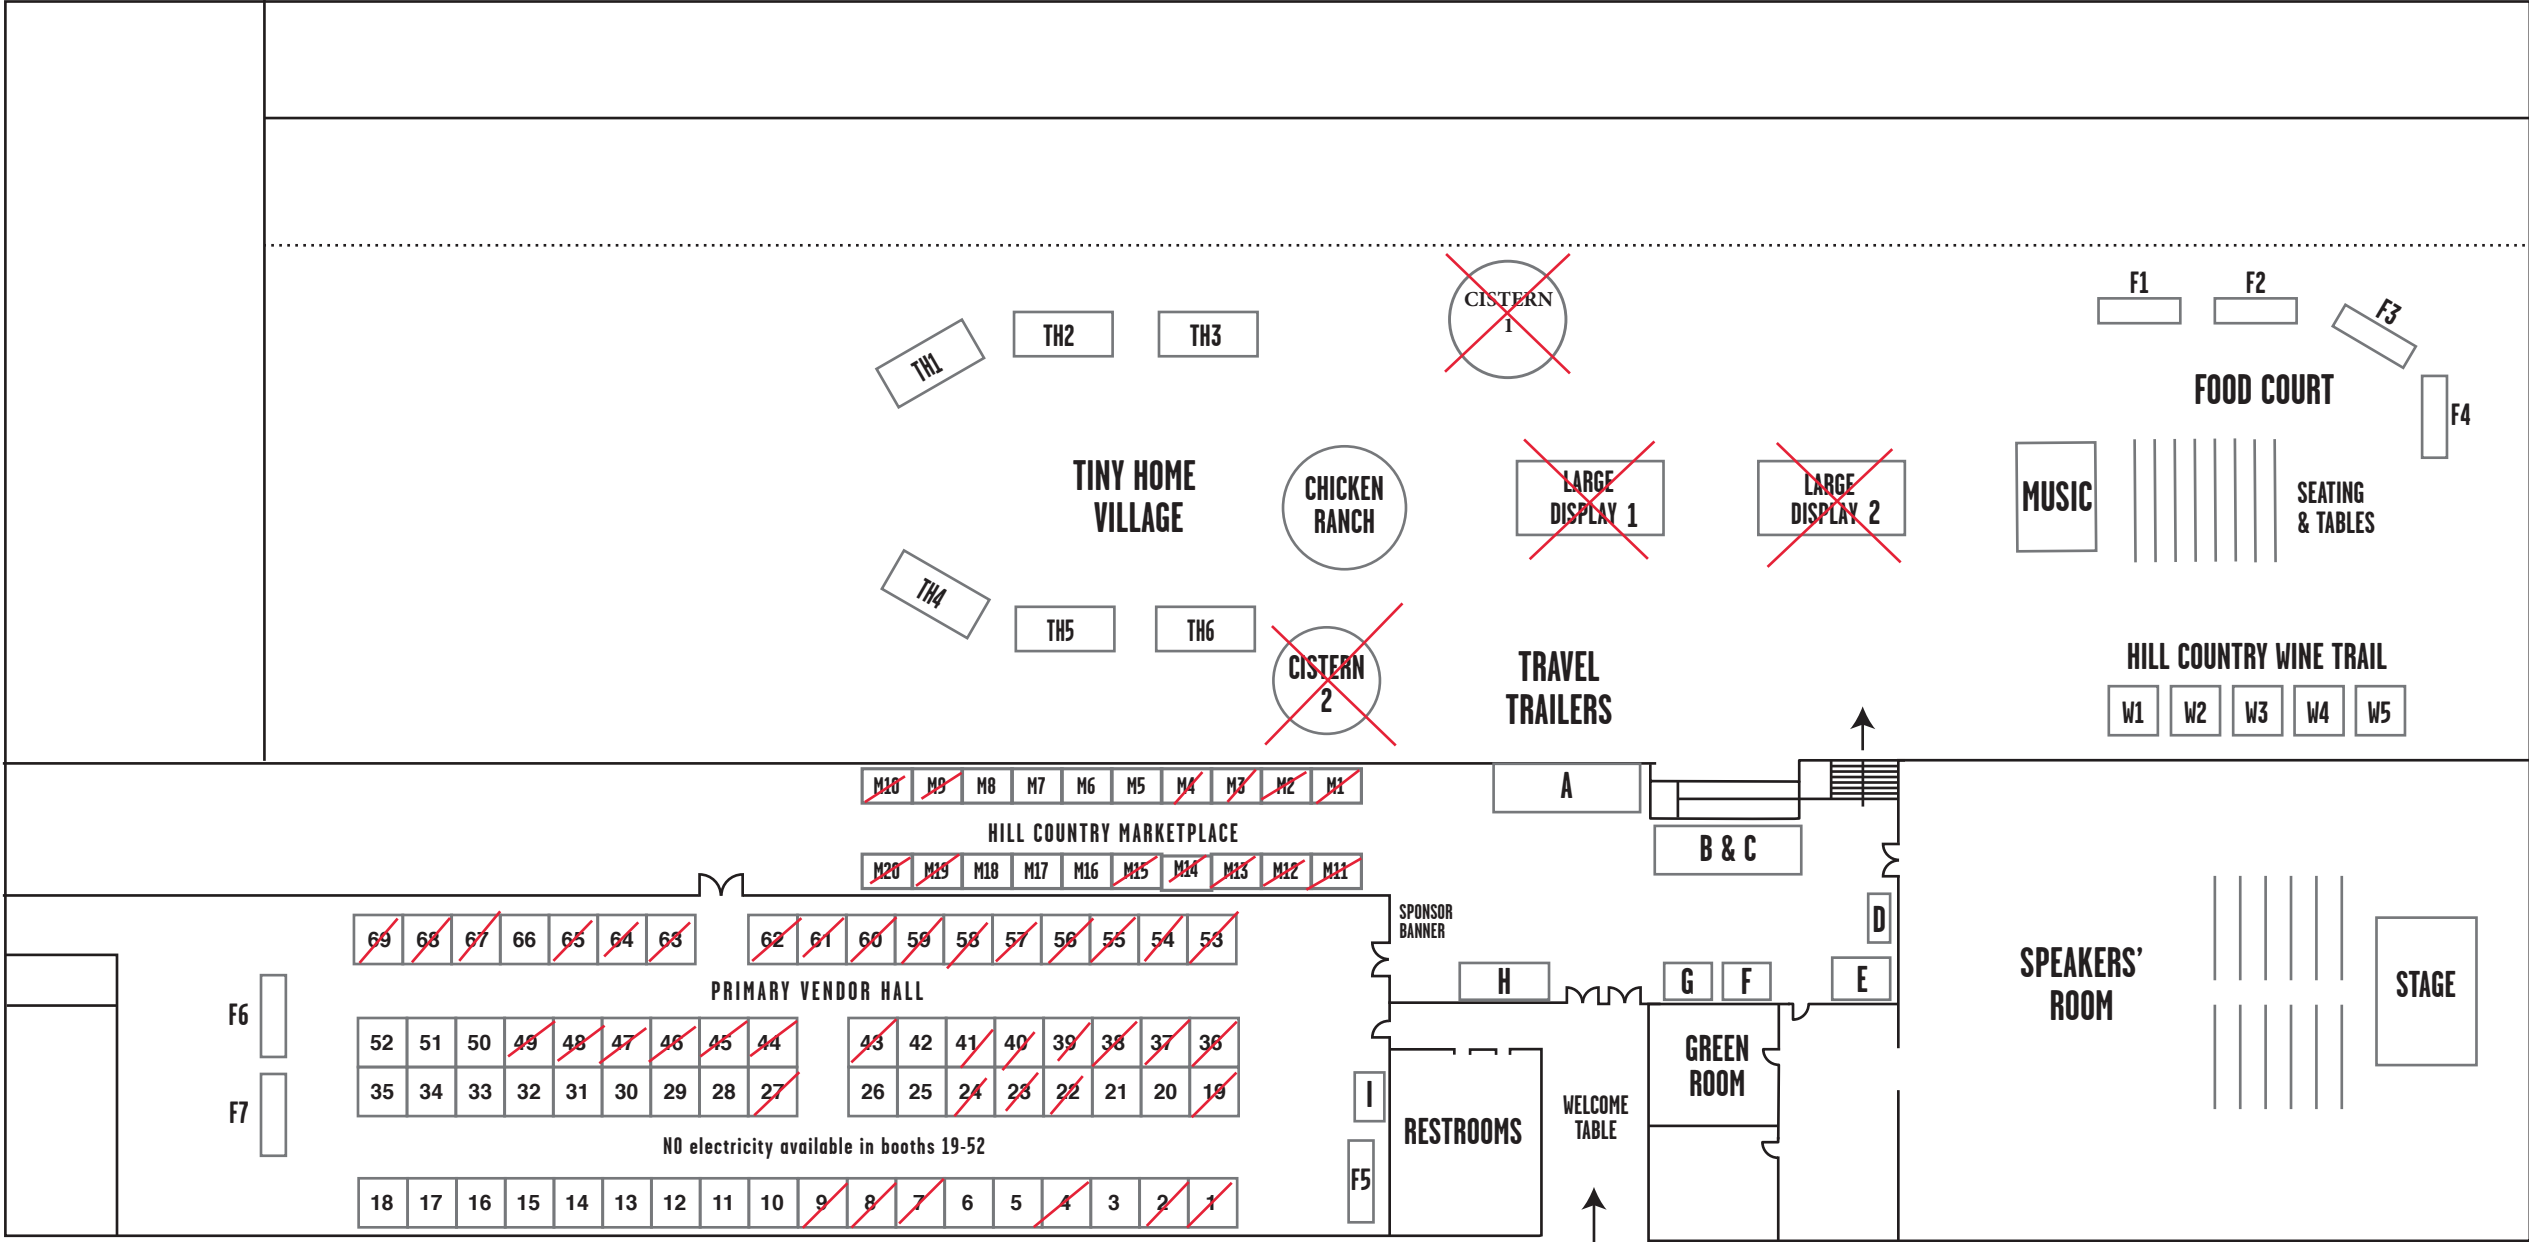 CISTERN
1
F1
F2
F3
TH1
TH2
TH3
FOOD COURT
F4
TINY HOME
VILLAGE
CHICKEN
RANCH
LARGE
DISPLAY 1
LARGE
DISPLAY 2
MUSIC
SEATING
& TABLES
TH4
TH5
TH6
CISTERN
2
TRAVEL
TRAILERS
HILL COUNTRY WINE TRAIL
W1 W2 W3 W4 W5
M10 M9 M8 M7 M6 M5 M4 M3 M2 M1
A
HILL COUNTRY MARKETPLACE
B & C
M20 M19 M18 M17 M16 M15 M14 M13 M12 M11
SPONSOR
BANNER
D
69 68 67 66 65 64 63 62 61 60 59 58 57 56 55 54 53
PRIMARY VENDOR HALL
H
G
F
E
SPEAKERS'
ROOM
STAGE
F6
52 51 50 49 48 47 46 45 44 43 42 41 40 39 38 37 36
GREEN
ROOM
F7
35 34 33 32 31 30 29 28 27 26 25 24 23 22 21 20 19
I
RESTROOMS
WELCOME
TABLE
NO electricity available in booths 19-52
F5
18 17 16 15 14 13 12 11 10 9 8 7 6 5 4 3 2 1